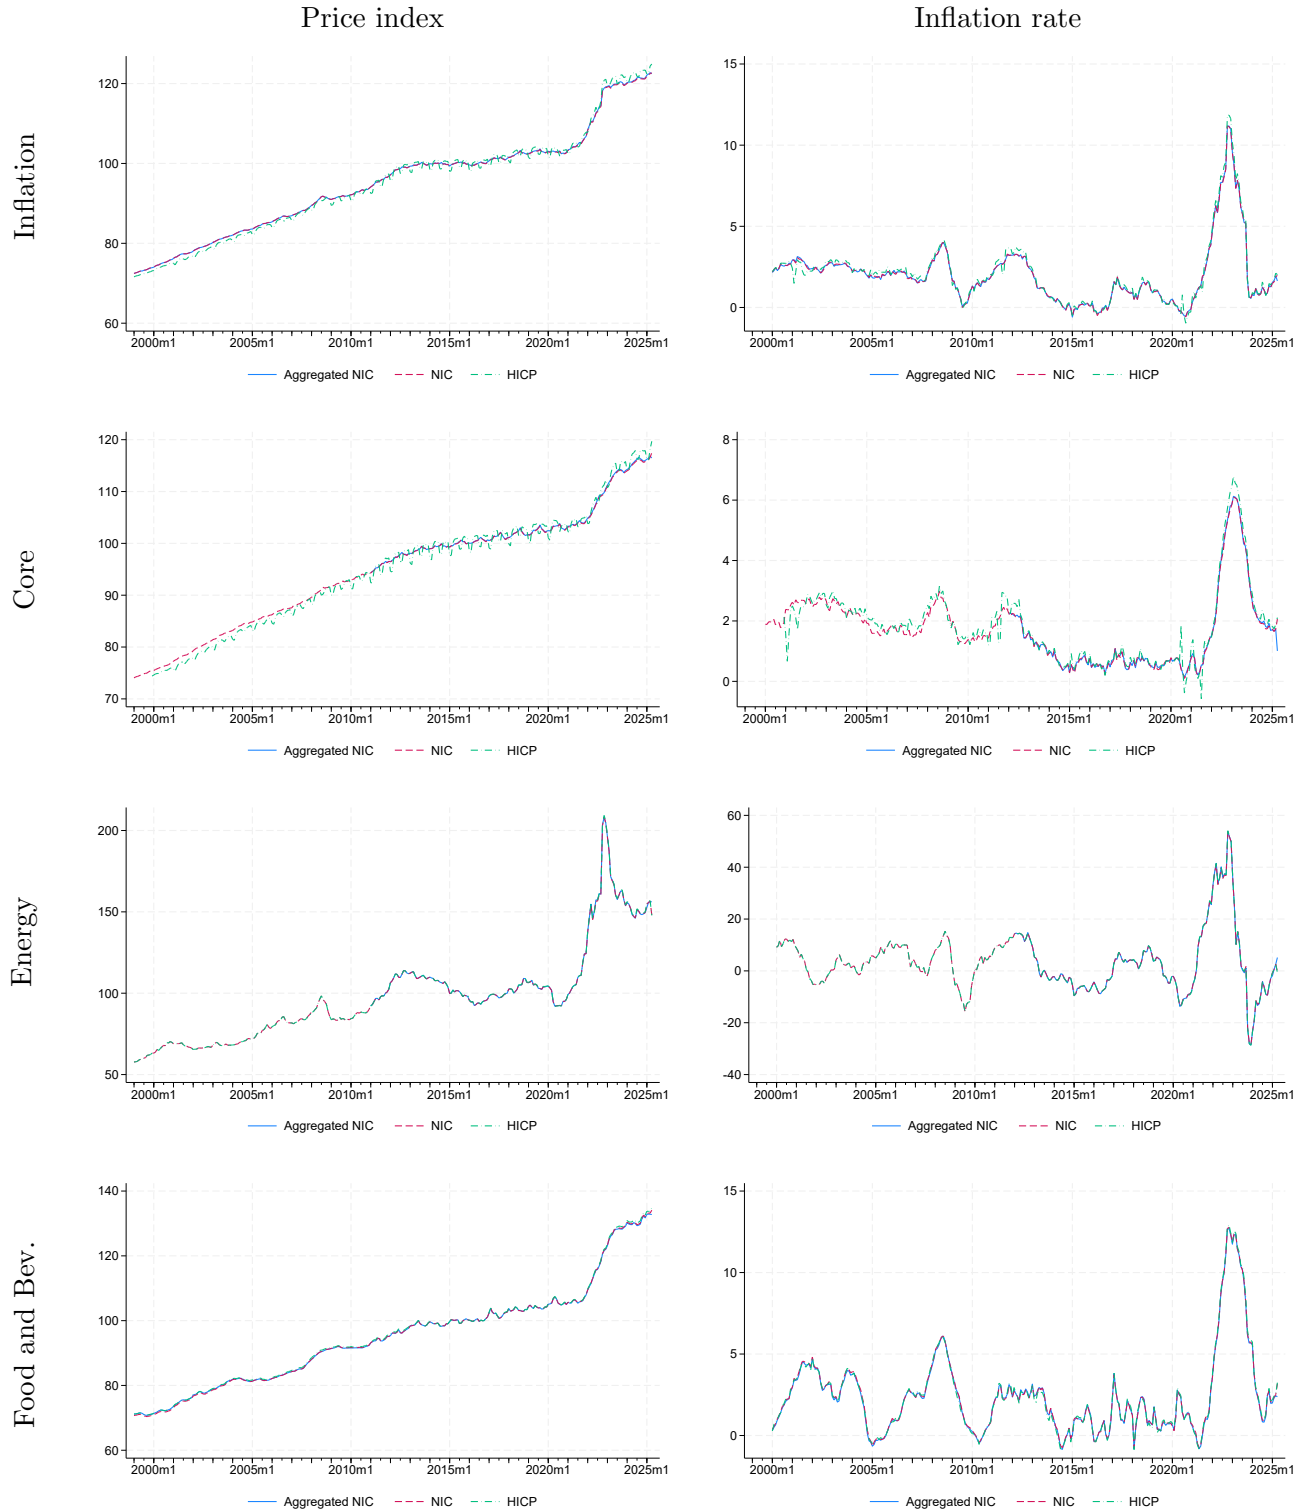 Price index
Inflation rate
Inflation
120
100
80
60
2000m1 2005m1 2010m1 2015m1 2020m1 2025m1
Aggregated NIC NIC HICP
15
10
5
0
2000m1 2005m1 2010m1 2015m1 2020m1 2025m1
Aggregated NIC NIC HICP
Core
120
110
100
90
80
70
2000m1 2005m1 2010m1 2015m1 2020m1 2025m1
Aggregated NIC NIC HICP
8
6
4
2
0
2000m1 2005m1 2010m1 2015m1 2020m1 2025m1
Aggregated NIC NIC HICP
Energy
200
150
100
50
2000m1 2005m1 2010m1 2015m1 2020m1 2025m1
Aggregated NIC NIC HICP
60
40
20
0
-20
-40
2000m1 2005m1 2010m1 2015m1 2020m1 2025m1
Aggregated NIC NIC HICP
Food and Bev.
140
120
100
80
60
2000m1 2005m1 2010m1 2015m1 2020m1 2025m1
Aggregated NIC NIC HICP
15
10
5
0
2000m1 2005m1 2010m1 2015m1 2020m1 2025m1
Aggregated NIC NIC HICP